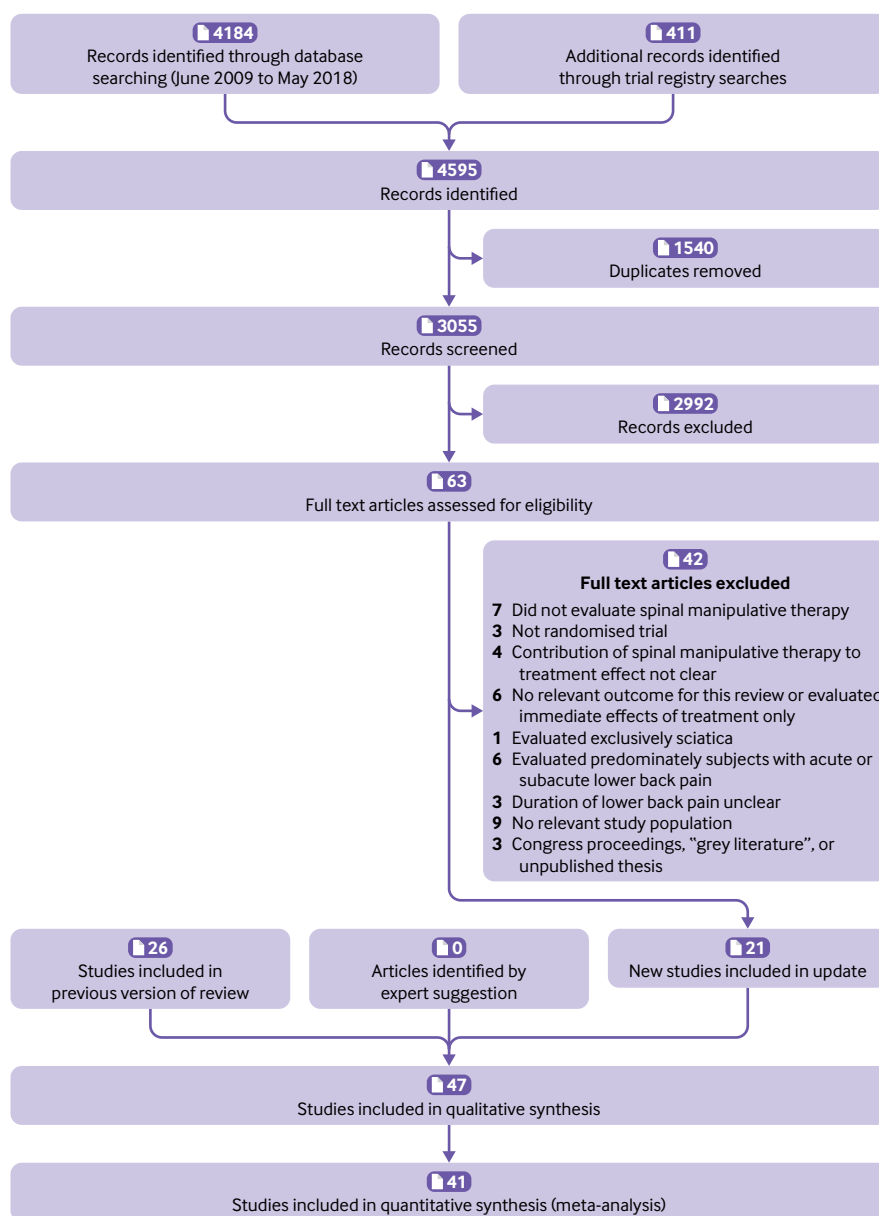 4184
Records identified through database
searching (June 2009 to May 2018)
411
Additional records identified
through trial registry searches
4595
Records identified
1540
Duplicates removed
3055
Records screened
2992
Records excluded
63
Full text articles assessed for eligibility
42
Full text articles excluded
7 Did not evaluate spinal manipulative therapy
3 Not randomised trial
4 Contribution of spinal manipulative therapy to
treatment effect not clear
6 No relevant outcome for this review or evaluated
immediate effects of treatment only
1 Evaluated exclusively sciatica
6 Evaluated predominately subjects with acute or
subacute lower back pain
3 Duration of lower back pain unclear
9 No relevant study population
3 Congress proceedings, "grey literature", or
unpublished thesis
26
Studies included in
previous version of review
0
Articles identified by
expert suggestion
21
New studies included in update
47
Studies included in qualitative synthesis
41
Studies included in quantitative synthesis (meta-analysis)